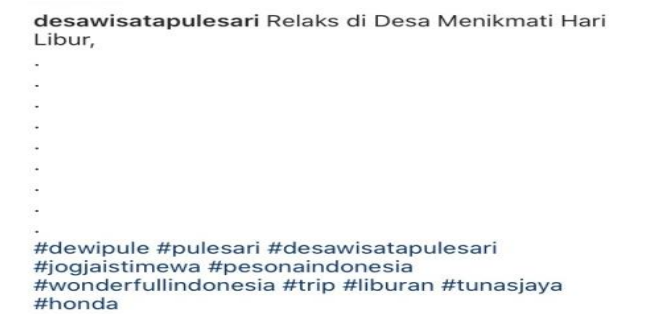 desawisatapulesari Relaks di Desa Menikmati Hari
Libur,
.
.
.
.
.
.
.
.
.
#dewipule #pulesari #desawisatapulesari
#jogjaistimewa #pesonaindonesia
#wonderfullindonesia #trip #liburan #tunasjaya
#honda